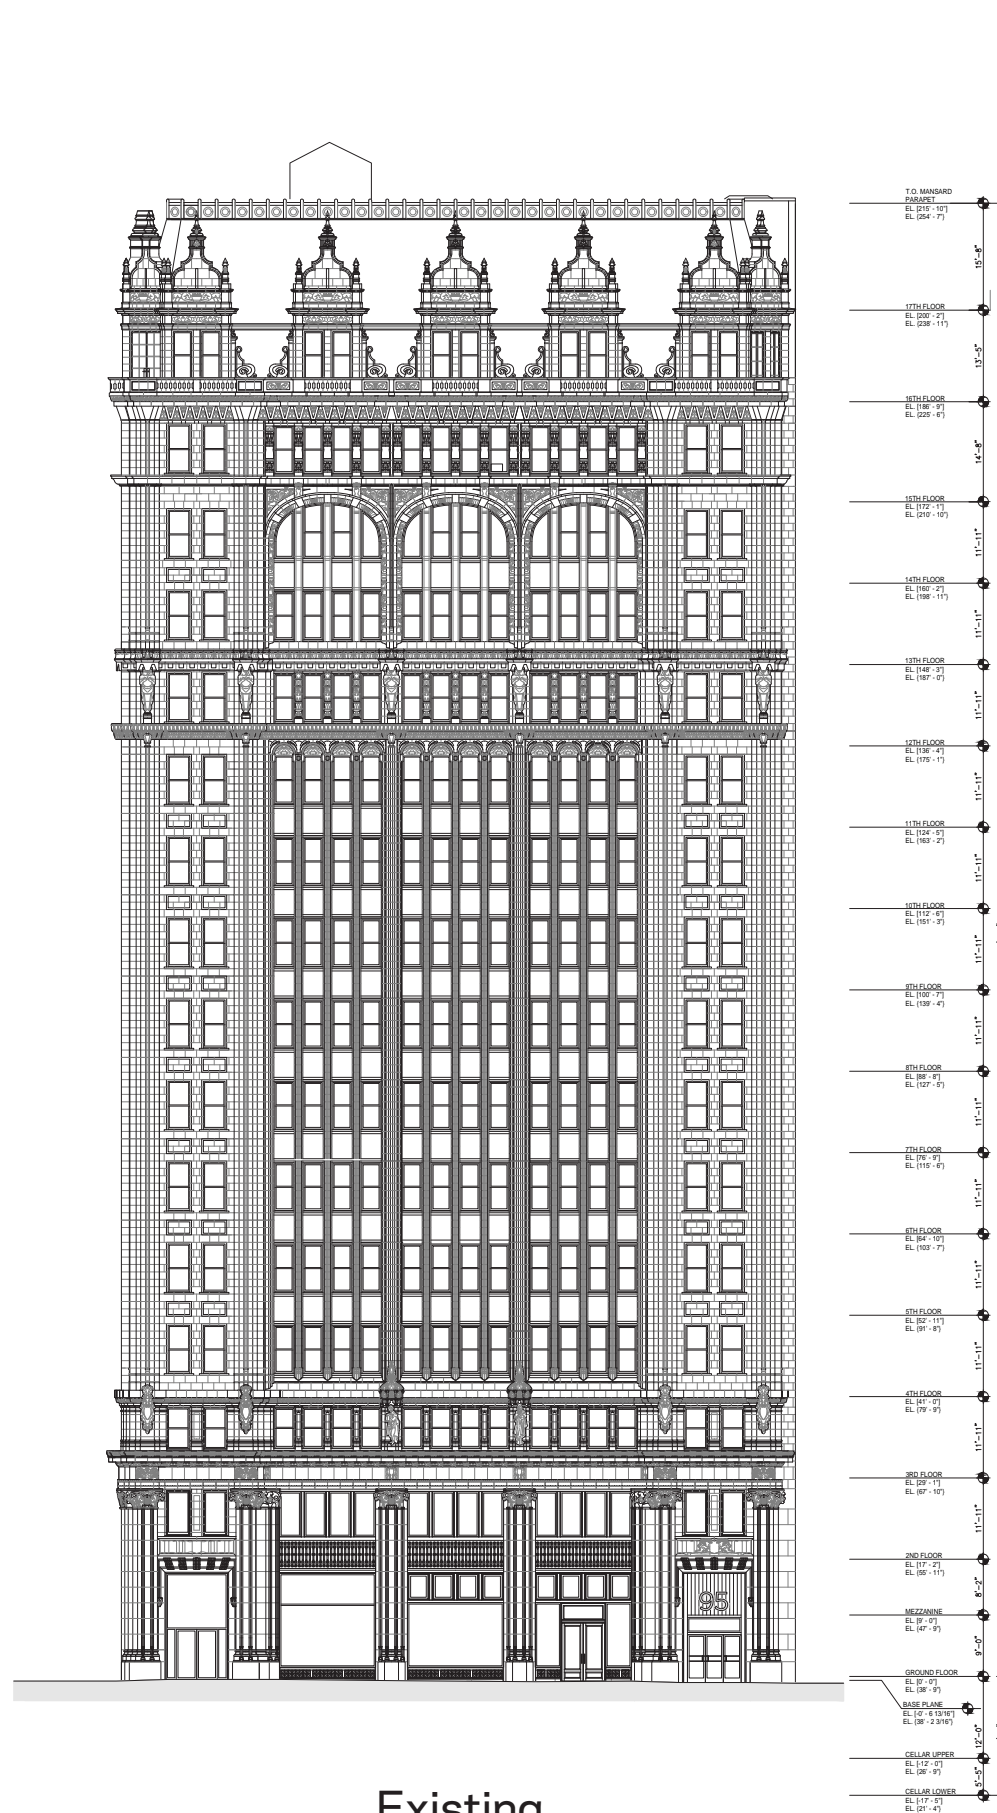 T.O. MANSARD
PARAPET
EL. [215' - 10"]
EL. (254' - 7")
15'-8"
17TH FLOOR
EL. [200' - 2"]
EL. (238' - 11")
13'-5"
16TH FLOOR
EL. [186' - 9"]
EL. (225' - 6")
14'-8"
15TH FLOOR
EL. [172' - 1"]
EL. (210' - 10")
11'-11"
14TH FLOOR
EL. [160' - 2"]
EL. (198' - 11")
11'-11"
13TH FLOOR
EL. [148' - 3"]
EL. (187' - 0")
11'-11"
12TH FLOOR
EL. [136' - 4"]
EL. (175' - 1")
11'-11"
11TH FLOOR
EL. [124' - 5"]
EL. (163' - 2")
11'-11"
10TH FLOOR
EL. [112' - 6"]
EL. (151' - 3")
11'-11"
9TH FLOOR
EL. [100' - 7"]
EL. (139' - 4")
11'-11"
8TH FLOOR
EL. [88' - 8"]
EL. (127' - 5")
11'-11"
7TH FLOOR
EL. [76' - 9"]
EL. (115' - 6")
11'-11"
6TH FLOOR
EL. [64' - 10"]
EL. (103' - 7")
11'-11"
5TH FLOOR
EL. [52' - 11"]
EL. (91' - 8")
11'-11"
4TH FLOOR
EL. [41' - 0"]
EL. (79' - 9")
11'-11"
3RD FLOOR
EL. [29' - 1"]
EL. (67' - 10")
11'-11"
2ND FLOOR
EL. [17' - 2"]
EL. (55' - 11")
8'-2"
95
MEZZANINE
EL. [9' - 0"]
EL. (47' - 9")
9'-0"
GROUND FLOOR
EL. [0' - 0"]
EL. (38' - 9")
BASE PLANE
EL. [-0' - 6 13/16"]
EL. (38' - 2 3/16")
12'-0"
CELLAR UPPER
EL. [-12' - 0"]
EL. (26' - 9")
5'-5"
CELLAR LOWER
EL. [-17' - 5"]
EL. (21' - 4")
Existing